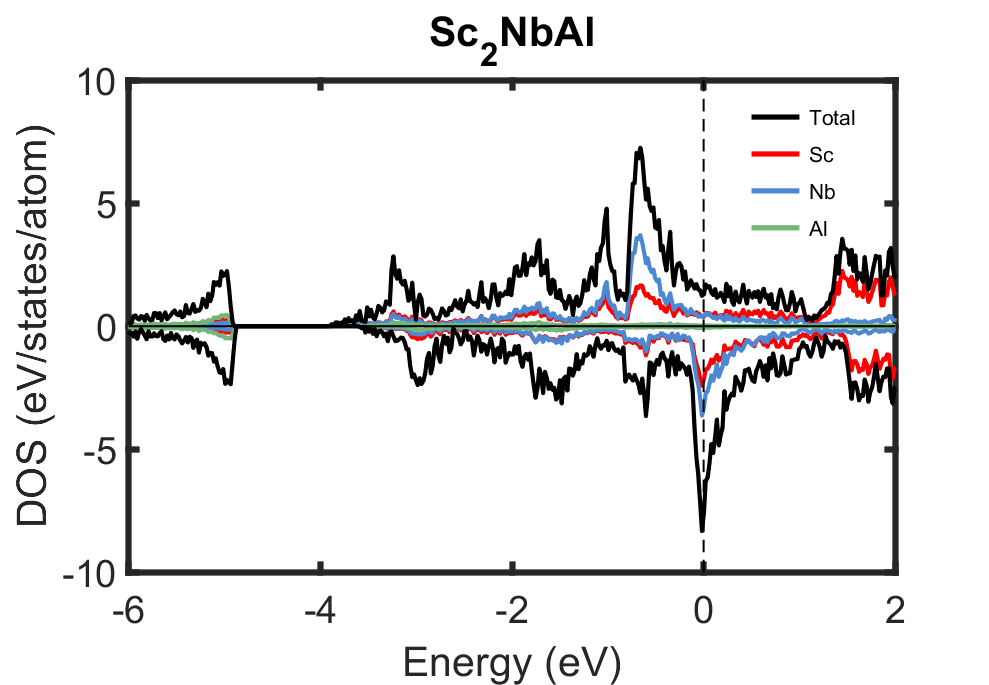 Sc2NbAl
10
5
0
-5
-10
DOS (eV/states/atom)
Total
Sc
Nb
Al
-6 -4 -2 0 2
Energy (eV)